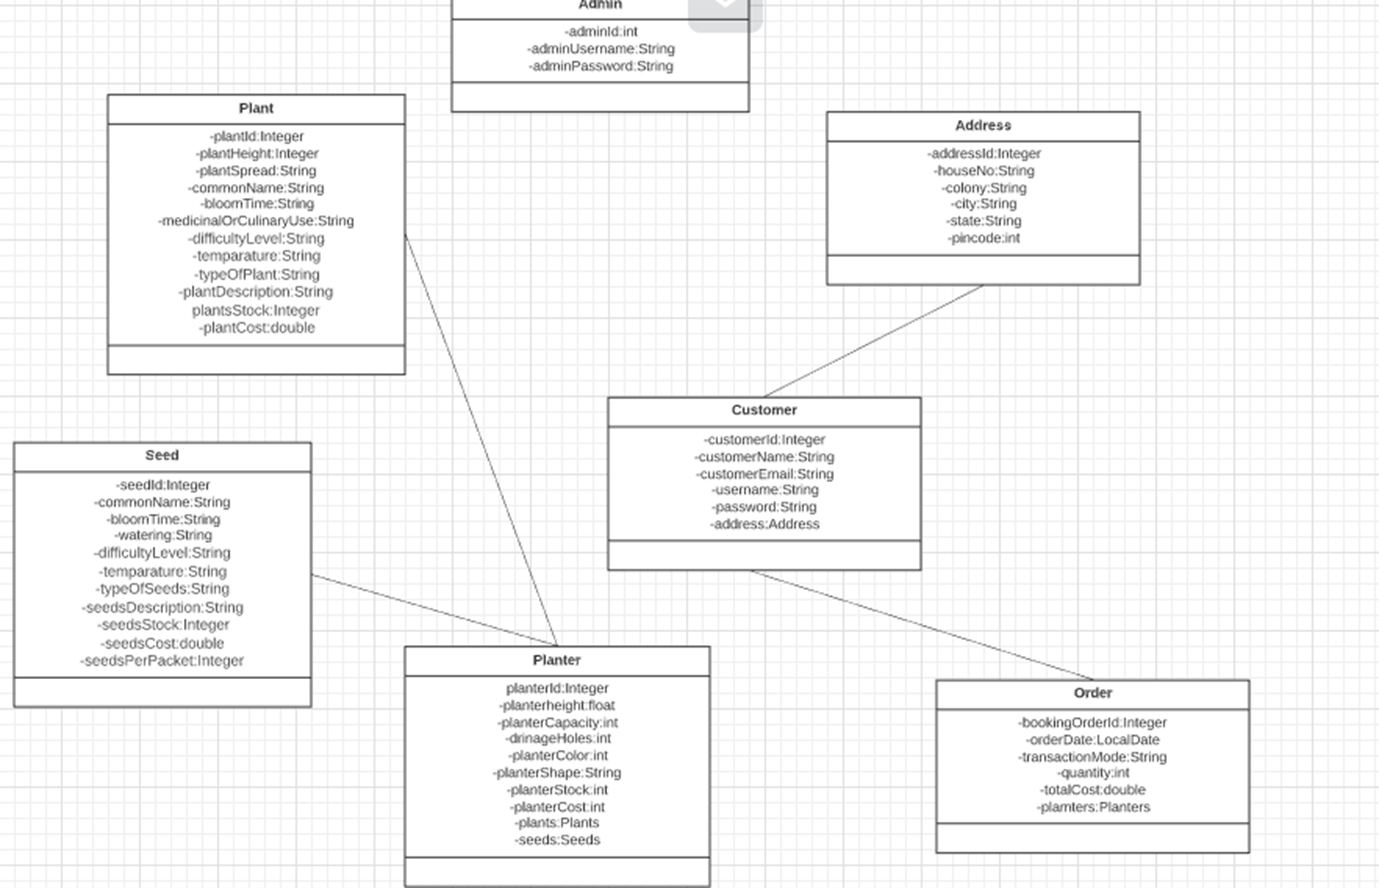 Admin
-adminId:int
-adminUsername:String
-adminPassword:String
Plant
-plantId:Integer
-plantHeight:Integer
-plantSpread:String
-commonName:String
-bloomTime:String
-medicinalOrCulinaryUse:String
-difficultyLevel:String
-temparature:String
-typeOfPlant:String
-plantDescription:String
plantsStock:Integer
-plantCost:double
Address
-addressId:Integer
-houseNo:String
-colony:String
-city:String
-state:String
-pincode:int
Customer
-customerId:Integer
-customerName:String
-customerEmail:String
-username:String
-password:String
-address:Address
Seed
-seedId:Integer
-commonName:String
-bloomTime:String
-watering:String
-difficultyLevel:String
-temparature:String
-typeOfSeeds:String
-seedsDescription:String
-seedsStock:Integer
-seedsCost:double
-seedsPerPacket:Integer
Planter
planterId:Integer
-planterheight:float
-planterCapacity:int
-drinageHoles:int
-planterColor:int
-planterShape:String
-planterStock:int
-planterCost:int
-plants:Plants
-seeds:Seeds
Order
-bookingOrderId:Integer
-orderDate:LocalDate
-transactionMode:String
-quantity:int
-totalCost:double
-plamters:Planters